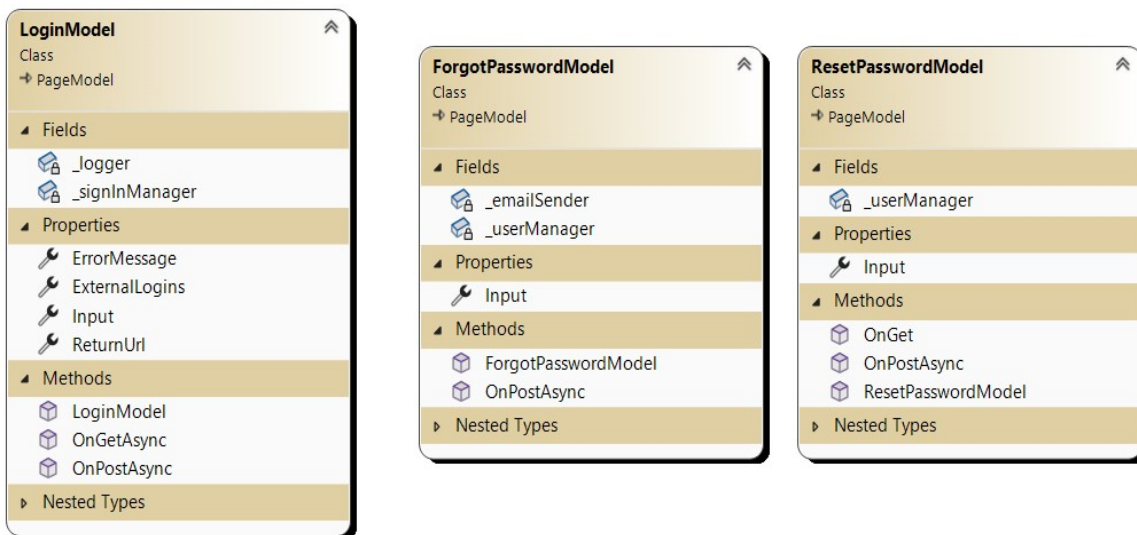 LoginModel
Class
PageModel
Fields
_logger
_signInManager
Properties
ErrorMessage
ExternalLogins
Input
ReturnUrl
Methods
LoginModel
OnGetAsync
OnPostAsync
Nested Types
ForgotPasswordModel
Class
PageModel
Fields
_emailSender
_userManager
Properties
Input
Methods
ForgotPasswordModel
OnPostAsync
Nested Types
ResetPasswordModel
Class
PageModel
Fields
_userManager
Properties
Input
Methods
OnGet
OnPostAsync
ResetPasswordModel
Nested Types